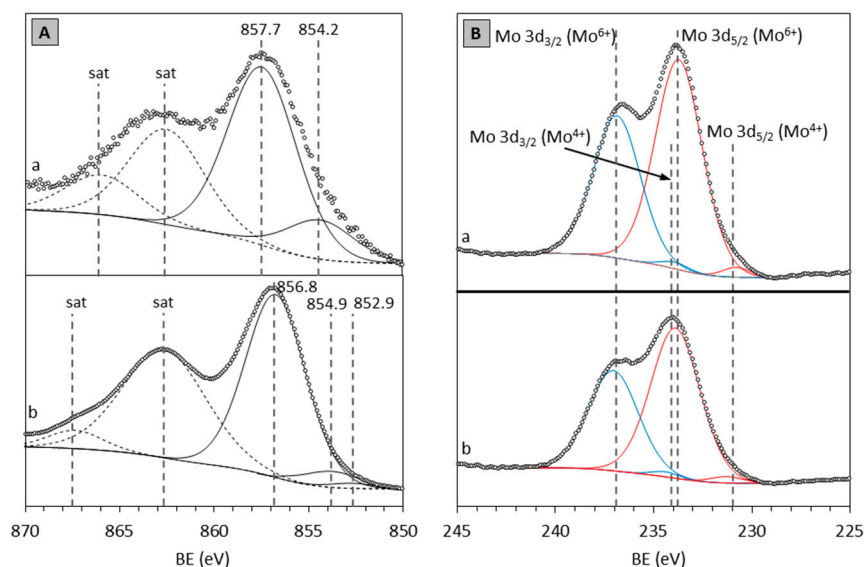 A
857.7 854.2
sat
sat
a
856.8
854.9
852.9
sat
sat
b
870 865 860 855 850
BE (eV)
B
Mo 3d3/2 (Mo6+)
Mo 3d5/2 (Mo6+)
Mo 3d3/2 (Mo4+)
Mo 3d5/2 (Mo4+)
a
b
245 240 235 230 225
BE (eV)